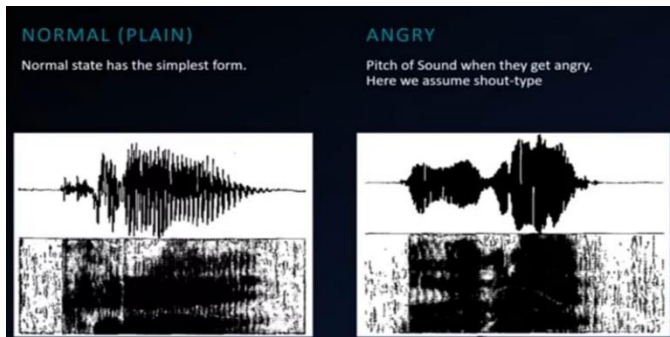 NORMAL (PLAIN)
Normal state has the simplest form.
ANGRY
Pitch of Sound when they get angry.
Here we assume shout-type